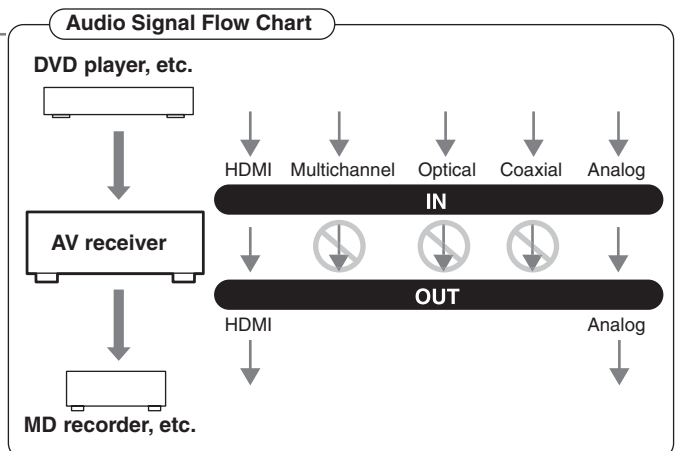 Audio Signal Flow Chart
DVD player, etc.
HDMI Multichannel Optical Coaxial Analog
IN
AV receiver
OUT
HDMI Analog
MD recorder, etc.